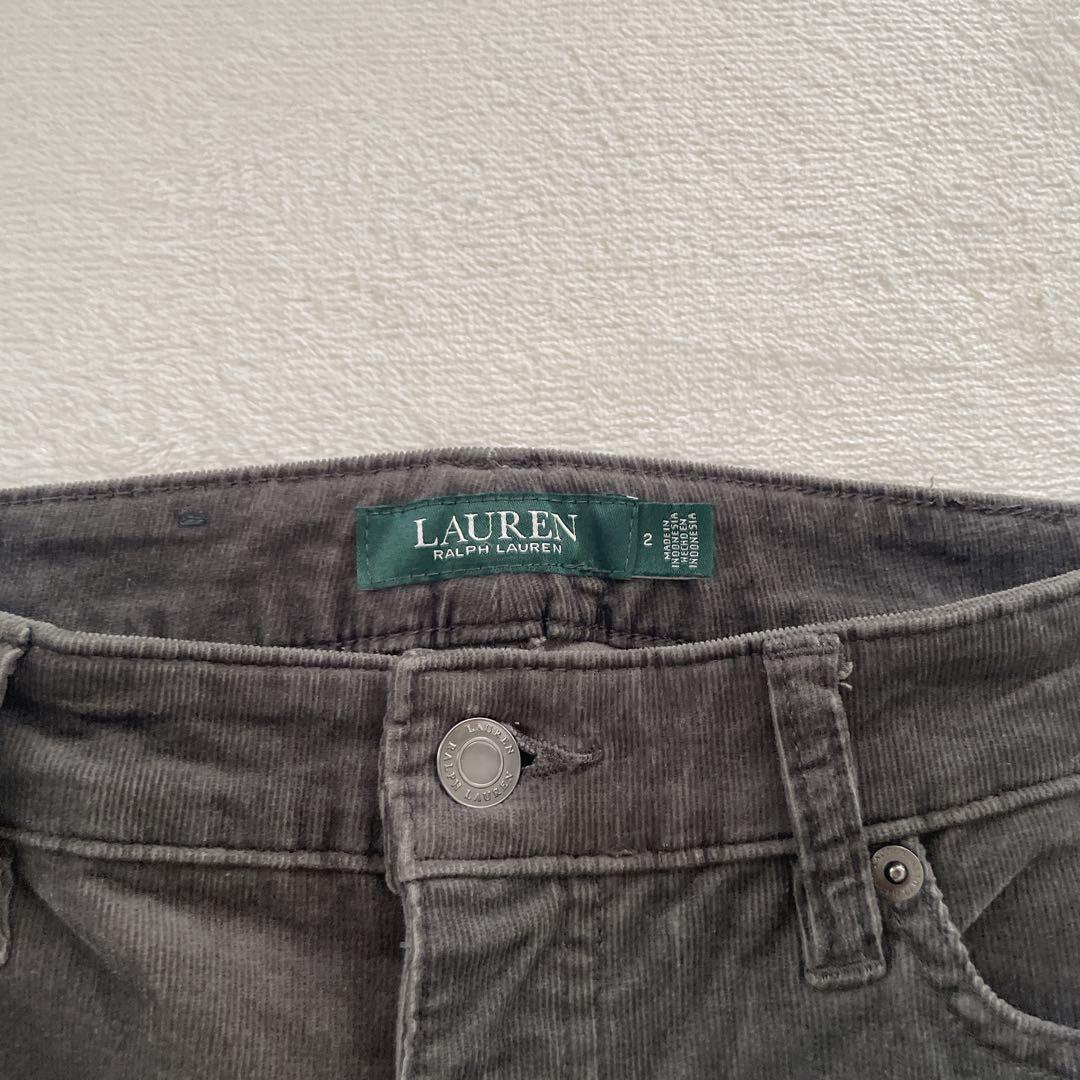 LAUREN
RALPH LAUREN
2
MADE IN
INDONESIA
HECHO EN
INDONESIA
LAUREN
RALPH LAUREN